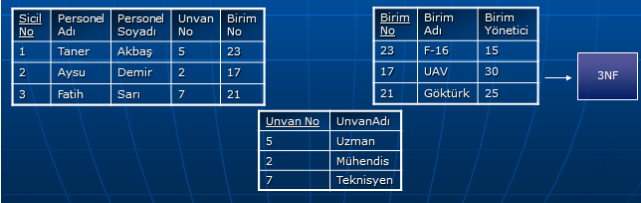 Sicil No Personel Adı Personel Soyadı Unvan No Birim No
1 Taner Akbaş 5 23
2 Aysu Demir 2 17
3 Fatih Sarı 7 21
Birim No Birim Adı Birim Yönetici
23 F-16 15
17 UAV 30
21 Göktürk 25
3NF
Unvan No UnvanAdı
5 Uzman
2 Mühendis
7 Teknisyen